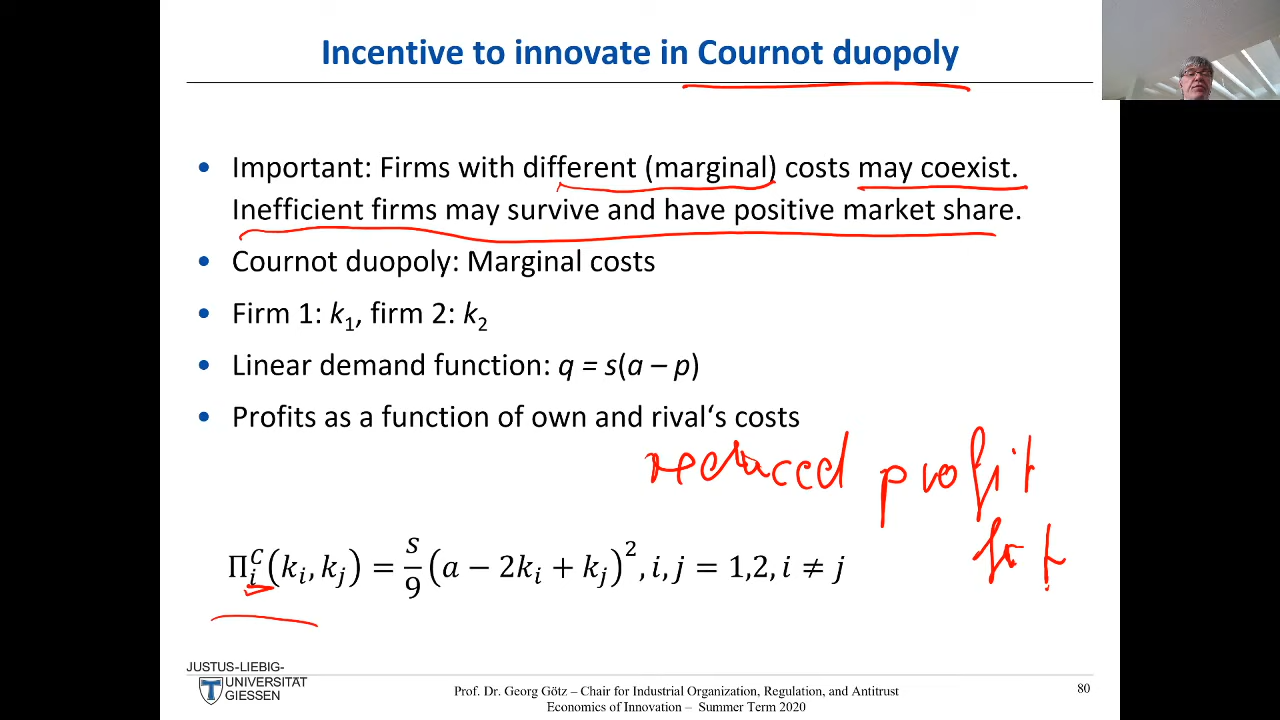 Incentive to innovate in Cournot duopoly
• Important: Firms with different (marginal) costs may coexist.
Inefficient firms may survive and have positive market share.
• Cournot duopoly: Marginal costs
• Firm 1: k₁, firm 2: k₂
• Linear demand function: q = s(a – p)
• Profits as a function of own and rival‘s costs
reduced profit
Π_i^C(k_i, k_j) = s/9 (a − 2k_i + k_j)², i, j = 1,2, i ≠ j
JUSTUS-LIEBIG-
UNIVERSITÄT
GIESSEN
Prof. Dr. Georg Götz – Chair for Industrial Organization, Regulation, and Antitrust
Economics of Innovation – Summer Term 2020
80